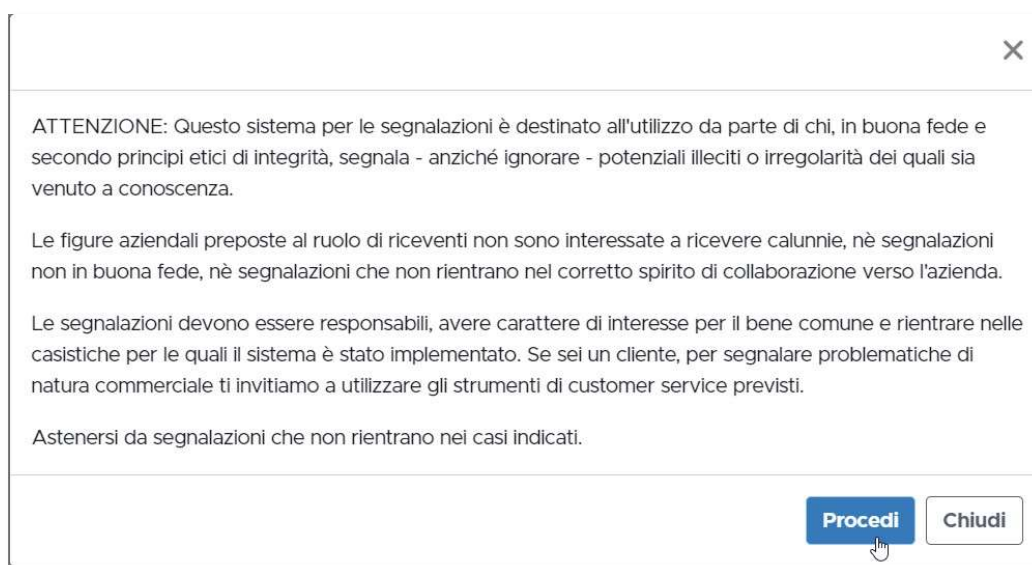 ATTENZIONE: Questo sistema per le segnalazioni è destinato all'utilizzo da parte di chi, in buona fede e
secondo principi etici di integrità, segnala - anziché ignorare - potenziali illeciti o irregolarità dei quali sia
venuto a conoscenza.
Le figure aziendali preposte al ruolo di riceventi non sono interessate a ricevere calunnie, nè segnalazioni
non in buona fede, nè segnalazioni che non rientrano nel corretto spirito di collaborazione verso l'azienda.
Le segnalazioni devono essere responsabili, avere carattere di interesse per il bene comune e rientrare nelle
casistiche per le quali il sistema è stato implementato. Se sei un cliente, per segnalare problematiche di
natura commerciale ti invitiamo a utilizzare gli strumenti di customer service previsti.
Astenersi da segnalazioni che non rientrano nei casi indicati.
Procedi Chiudi